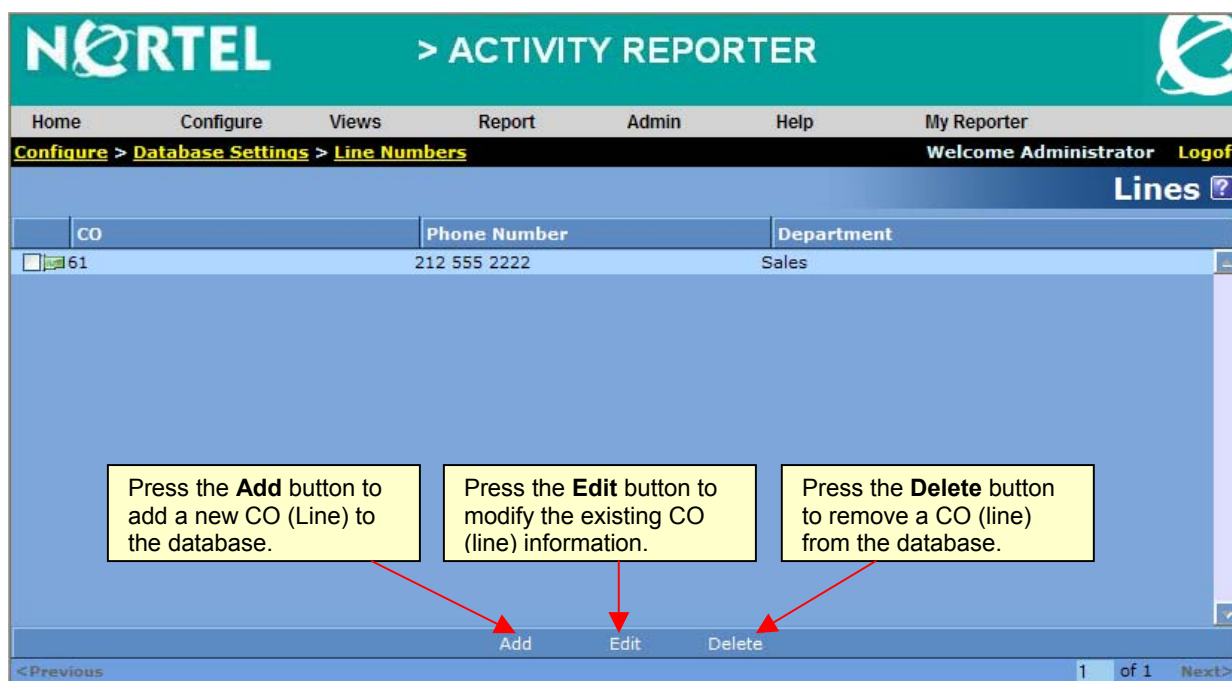 NORTEL > ACTIVITY REPORTER
Home Configure Views Report Admin Help My Reporter
Configure > Database Settings > Line Numbers Welcome Administrator Logof
Lines ?
CO Phone Number Department
61 212 555 2222 Sales
Press the Add button to
add a new CO (Line) to
the database.
Press the Edit button to
modify the existing CO
(line) information.
Press the Delete button
to remove a CO (line)
from the database.
Add Edit Delete
<Previous 1 of 1 Next>